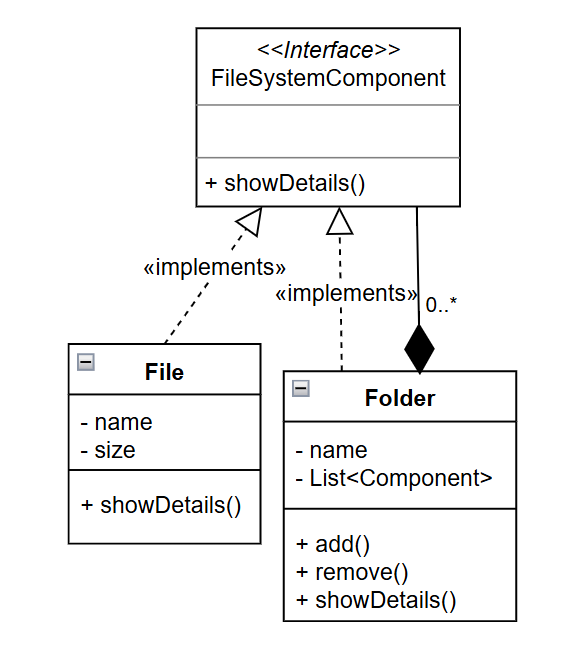 <<Interface>>
FileSystemComponent
+ showDetails()
«implements»
«implements»
0..*
File
- name
- size
+ showDetails()
Folder
- name
- List<Component>
+ add()
+ remove()
+ showDetails()